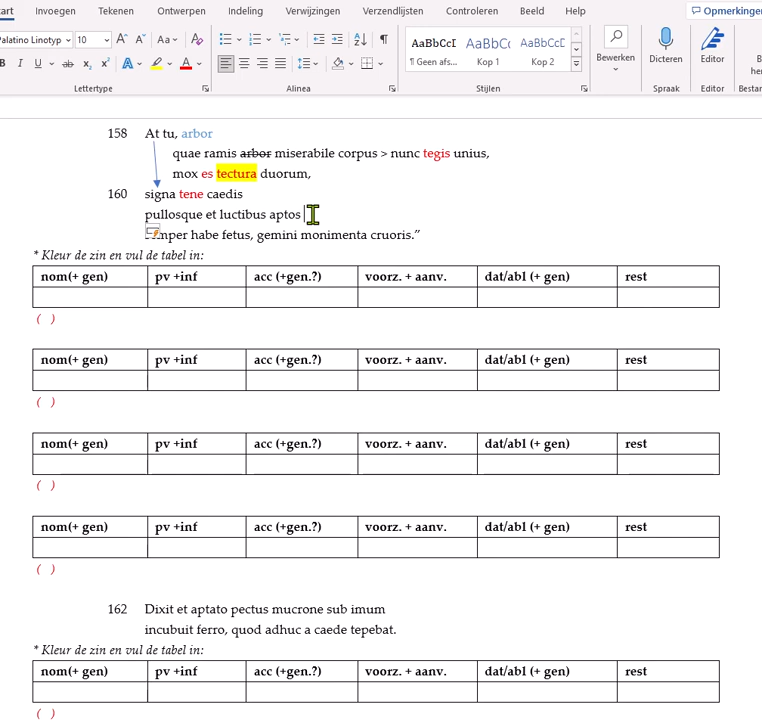 tart Invoegen Tekenen Ontwerpen Indeling Verwijzingen Verzendlijsten Controleren Beeld Help Opmerkingen
Palatino Linotyp 10 A A Aa A Z ¶ AaBbCcI AaBbCc AaBbCcC Bewerken Dicteren Editor
B I U ab x₂ x² A A ¶ Geen afs... Kop 1 Kop 2
Lettertype Alinea Stijlen Spraak Editor
158 At tu, arbor
quae ramis arbor miserabile corpus > nunc tegis unius,
mox es tectura duorum,
160 signa tene caedis
pullosque et luctibus aptos
mper habe fetus, gemini monimenta cruoris.”
* Kleur de zin en vul de tabel in:
nom(+ gen) pv +inf acc (+gen.?) voorz. + aanv. dat/abl (+ gen) rest
( )
nom(+ gen) pv +inf acc (+gen.?) voorz. + aanv. dat/abl (+ gen) rest
( )
nom(+ gen) pv +inf acc (+gen.?) voorz. + aanv. dat/abl (+ gen) rest
( )
nom(+ gen) pv +inf acc (+gen.?) voorz. + aanv. dat/abl (+ gen) rest
( )
162 Dixit et aptato pectus mucrone sub imum
incubuit ferro, quod adhuc a caede tepebat.
* Kleur de zin en vul de tabel in:
nom(+ gen) pv +inf acc (+gen.?) voorz. + aanv. dat/abl (+ gen) rest
( )